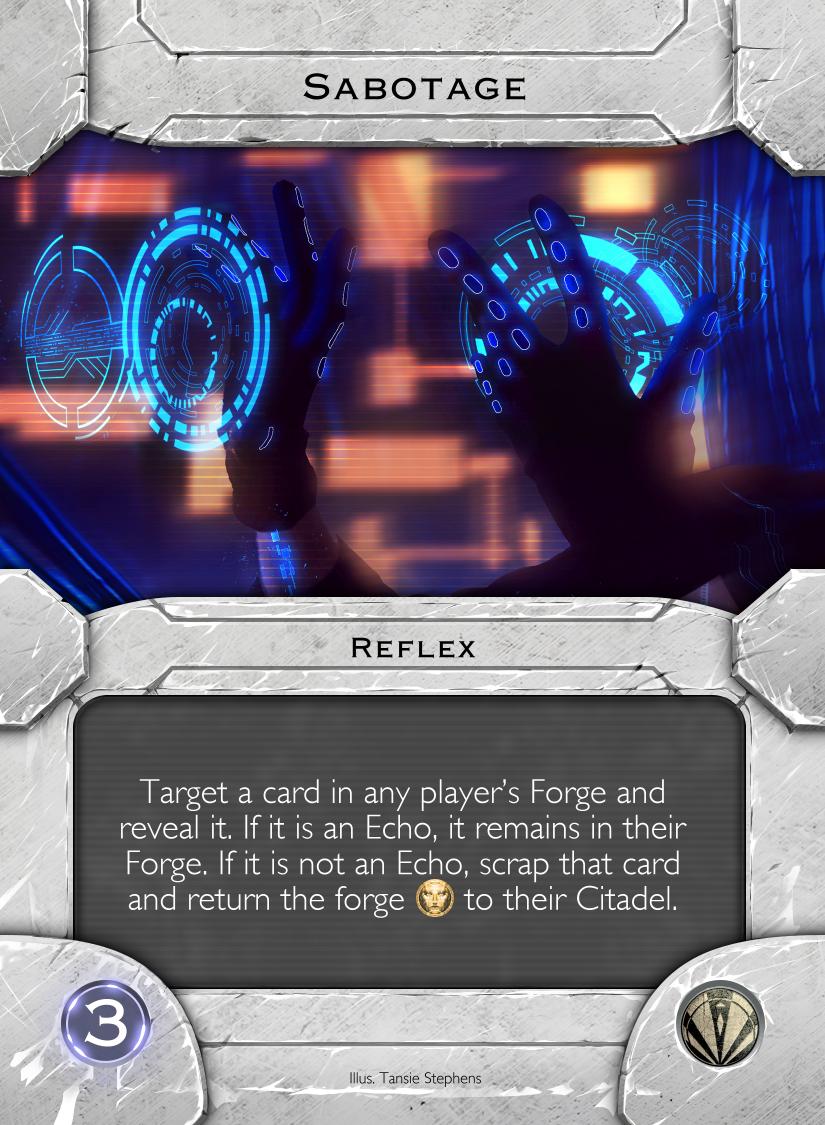 Sabotage
Reflex
Target a card in any player’s Forge and
reveal it. If it is an Echo, it remains in their
Forge. If it is not an Echo, scrap that card
and return the forge to their Citadel.
3
Illus. Tansie Stephens